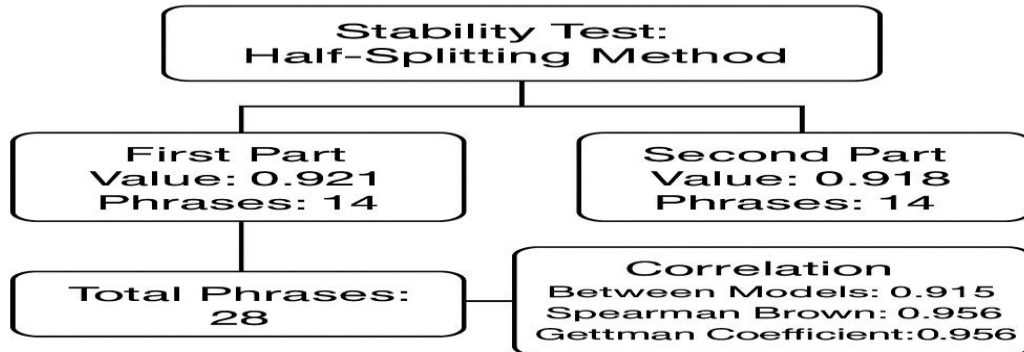 Stability Test:
Half-Splitting Method
First Part
Value: 0.921
Phrases: 14
Second Part
Value: 0.918
Phrases: 14
Total Phrases:
28
Correlation
Between Models: 0.915
Spearman Brown: 0.956
Gettman Coefficient:0.956